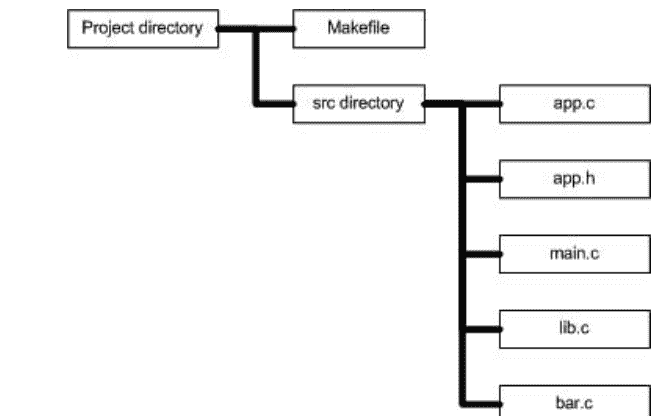 Project directory
Makefile
src directory
app.c
app.h
main.c
lib.c
bar.c